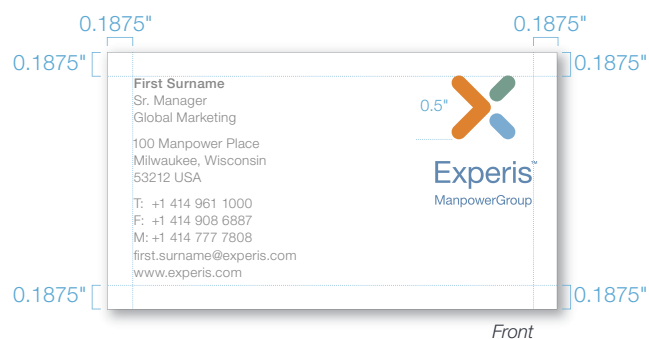 0.1875" 0.1875"
0.1875" 0.1875"
First Surname
Sr. Manager
Global Marketing
0.5"
100 Manpower Place
Milwaukee, Wisconsin
53212 USA
Experis™
ManpowerGroup
T: +1 414 961 1000
F: +1 414 908 6887
M: +1 414 777 7808
first.surname@experis.com
www.experis.com
0.1875" 0.1875"
Front